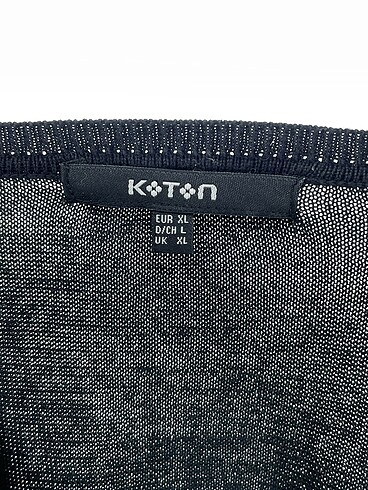 KOTON
EUR XL
D/CH L
UK XL